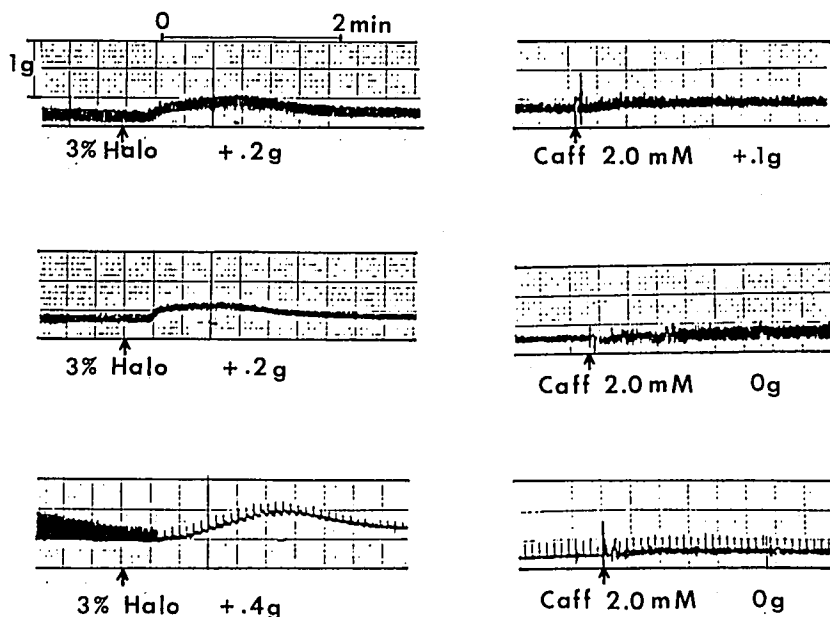 0 2 min
1g
3% Halo +.2g
Caff 2.0 mM +.1g
3% Halo +.2g
Caff 2.0 mM 0g
3% Halo +.4g
Caff 2.0 mM 0g